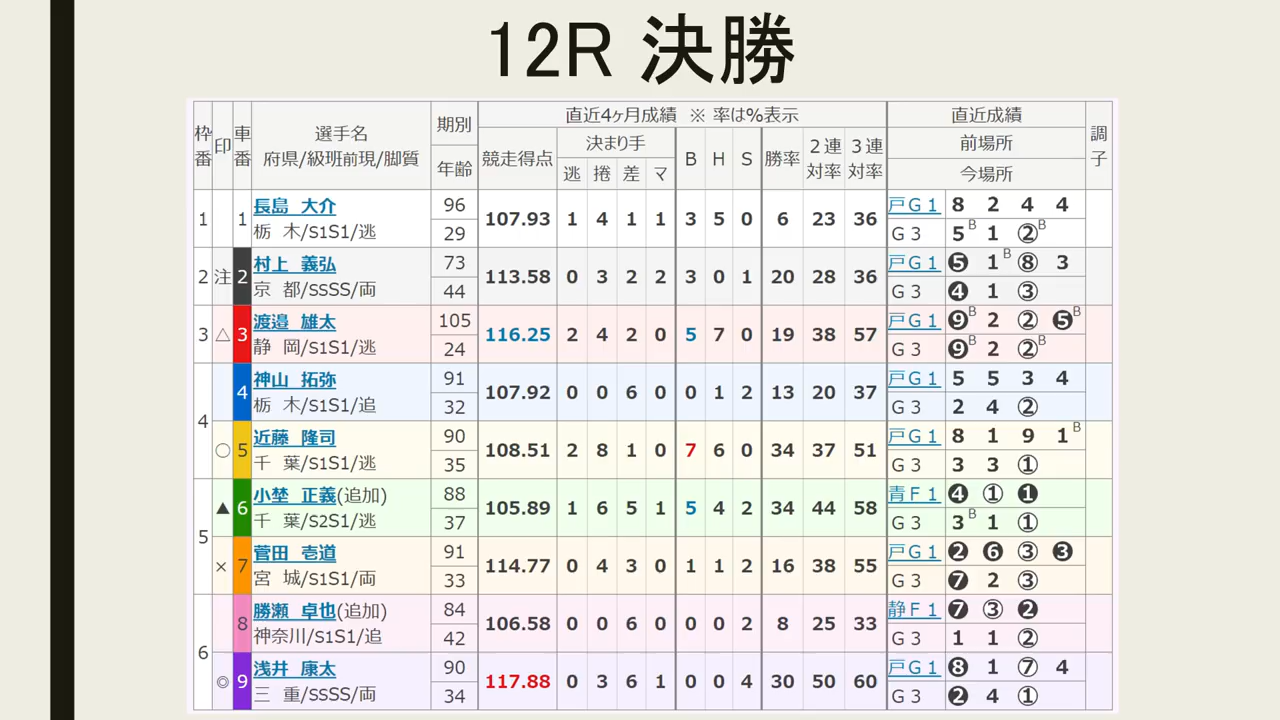 12R 決勝
枠番 印 車番 選手名 府県/級班前現/脚質 期別 年齢 直近4ヶ月成績 ※ 率は%表示 直近成績 調子
競走得点 決まり手 B H S 勝率 2連対率 3連対率 前場所 今場所
逃 捲 差 マ
1 1 長島 大介 96 107.93 1 4 1 1 3 5 0 6 23 36 戸G1 8 2 4 4
栃 木/S1S1/逃 29 G3 5B 1 ②B
2 注 2 村上 義弘 73 113.58 0 3 2 2 3 0 1 20 28 36 戸G1 ❺ 1B ⑧ 3
京 都/SSSS/両 44 G3 ❹ 1 ③
3 △ 3 渡邉 雄太 105 116.25 2 4 2 0 5 7 0 19 38 57 戸G1 ❾B 2 ② ❺B
静 岡/S1S1/逃 24 G3 ❾B 2 ②B
4 4 神山 拓弥 91 107.92 0 0 6 0 0 1 2 13 20 37 戸G1 5 5 3 4
栃 木/S1S1/追 32 G3 2 4 ②
○ 5 近藤 隆司 90 108.51 2 8 1 0 7 6 0 34 37 51 戸G1 8 1 9 1B
千 葉/S1S1/逃 35 G3 3 3 ①
5 ▲ 6 小埜 正義(追加) 88 105.89 1 6 5 1 5 4 2 34 44 58 青F1 ❹ ① ❶
千 葉/S2S1/逃 37 G3 3B 1 ①
× 7 菅田 壱道 91 114.77 0 4 3 0 1 1 2 16 38 55 戸G1 ❷ ❻ ③ ❸
宮 城/S1S1/両 33 G3 ❼ 2 ③
6 8 勝瀬 卓也(追加) 84 106.58 0 0 6 0 0 0 2 8 25 33 静F1 ❼ ③ ❷
神奈川/S1S1/追 42 G3 1 1 ②
◎ 9 浅井 康太 90 117.88 0 3 6 1 0 0 4 30 50 60 戸G1 ❽ 1 ⑦ 4
三 重/SSSS/両 34 G3 ❷ 4 ①